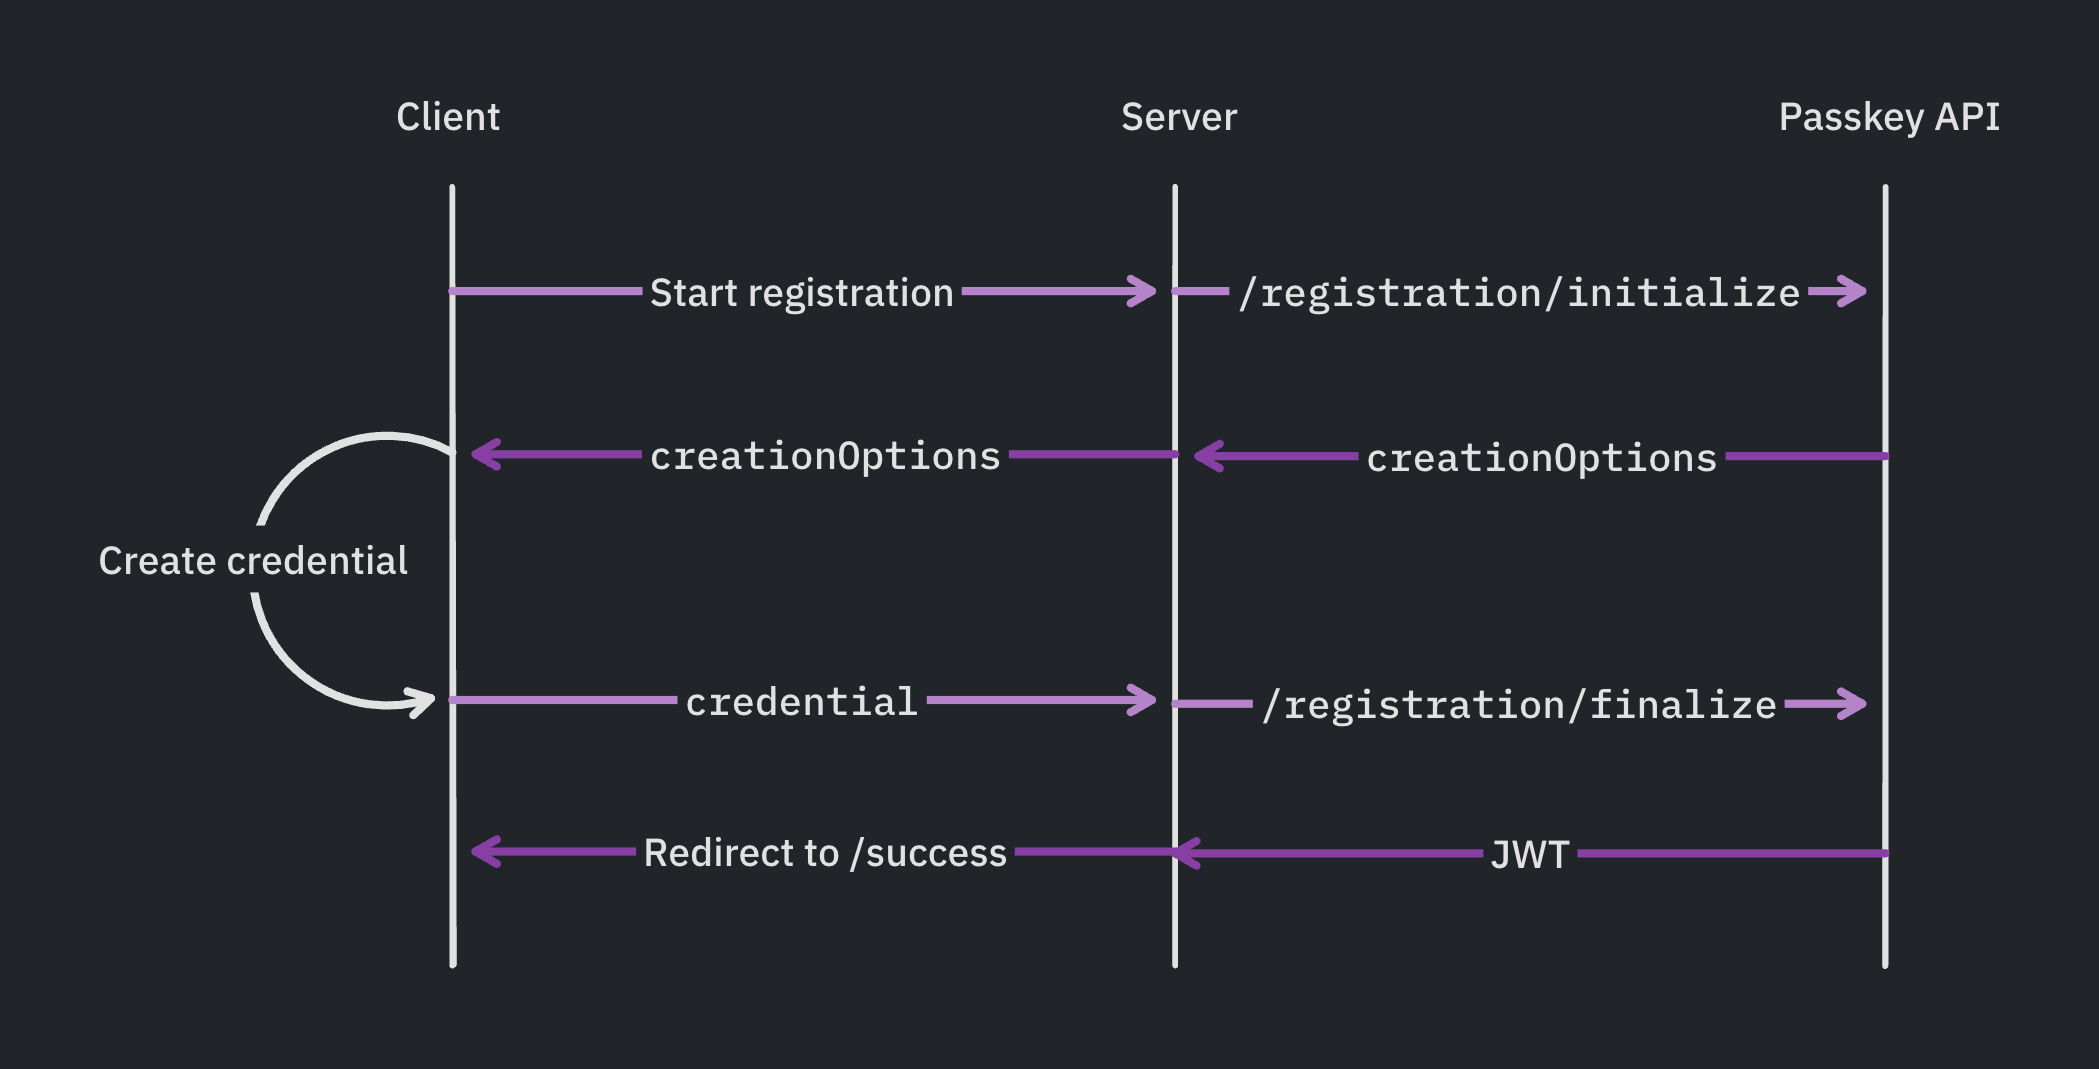 Client
Server
Passkey API
Start registration
/registration/initialize
creationOptions
creationOptions
Create credential
credential
/registration/finalize
Redirect to /success
JWT